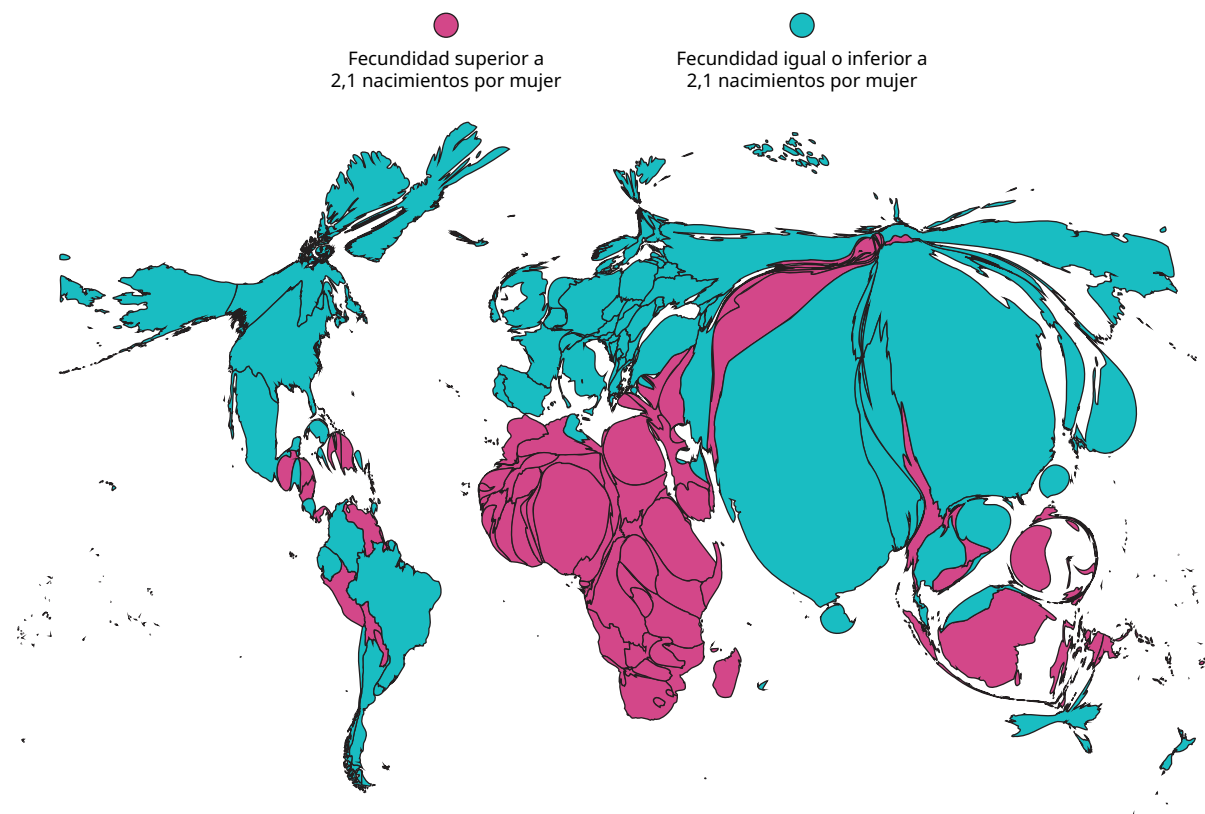 Fecundidad superior a
2,1 nacimientos por mujer
Fecundidad igual o inferior a
2,1 nacimientos por mujer